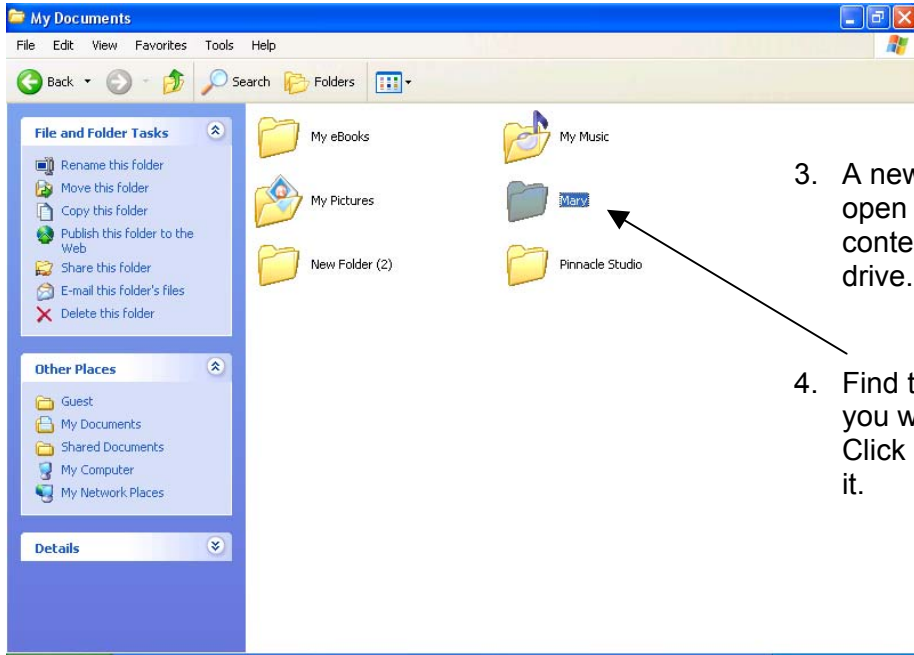 My Documents
File Edit View Favorites Tools Help
Back Search Folders
File and Folder Tasks
Rename this folder
Move this folder
Copy this folder
Publish this folder to the
Web
Share this folder
E-mail this folder's files
Delete this folder
Other Places
Guest
My Documents
Shared Documents
My Computer
My Network Places
Details
My eBooks My Music
My Pictures Mary
New Folder (2) Pinnacle Studio
3. A new
open
conte
drive.
4. Find t
you w
Click
it.